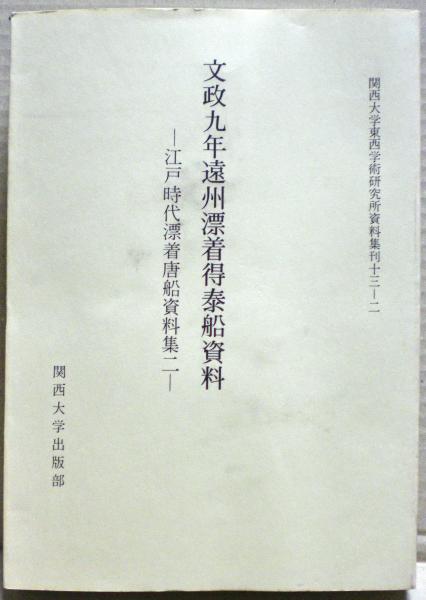 関西大学東西学術研究所資料集刊十三－二
文政九年遠州漂着得泰船資料
―江戸時代漂着唐船資料集二―
関西大学出版部